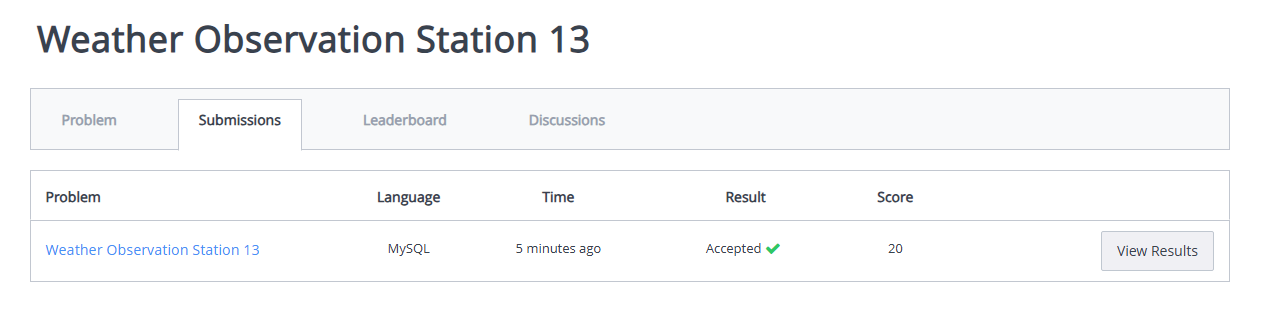 Weather Observation Station 13
Problem Submissions Leaderboard Discussions
Problem Language Time Result Score
Weather Observation Station 13 MySQL 5 minutes ago Accepted 20 View Results